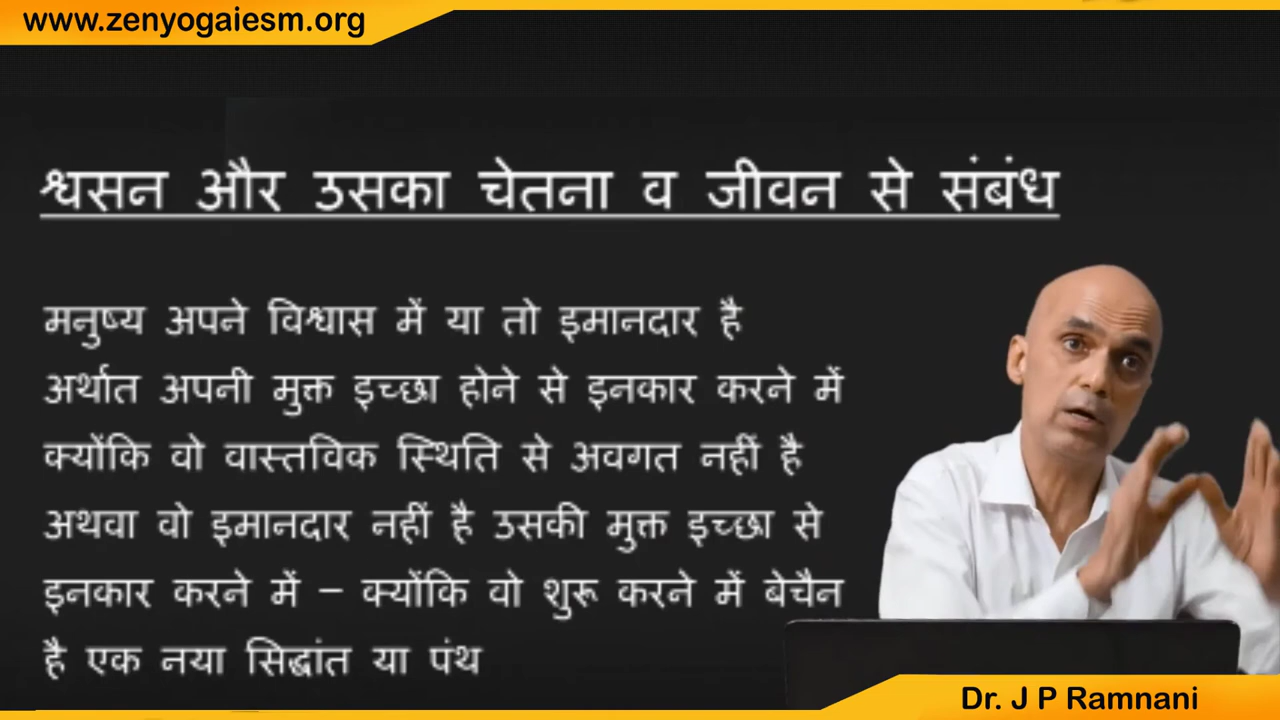 www.zenyogaiesm.org
श्वसन और उसका चेतना व जीवन से संबंध
मनुष्य अपने विश्वास में या तो इमानदार है
अर्थात अपनी मुक्त इच्छा होने से इनकार करने में
क्योंकि वो वास्तविक स्थिति से अवगत नहीं है
अथवा वो इमानदार नहीं है उसकी मुक्त इच्छा से
इनकार करने में – क्योंकि वो शुरू करने में बेचैन
है एक नया सिद्धांत या पंथ
Dr. J P Ramnani